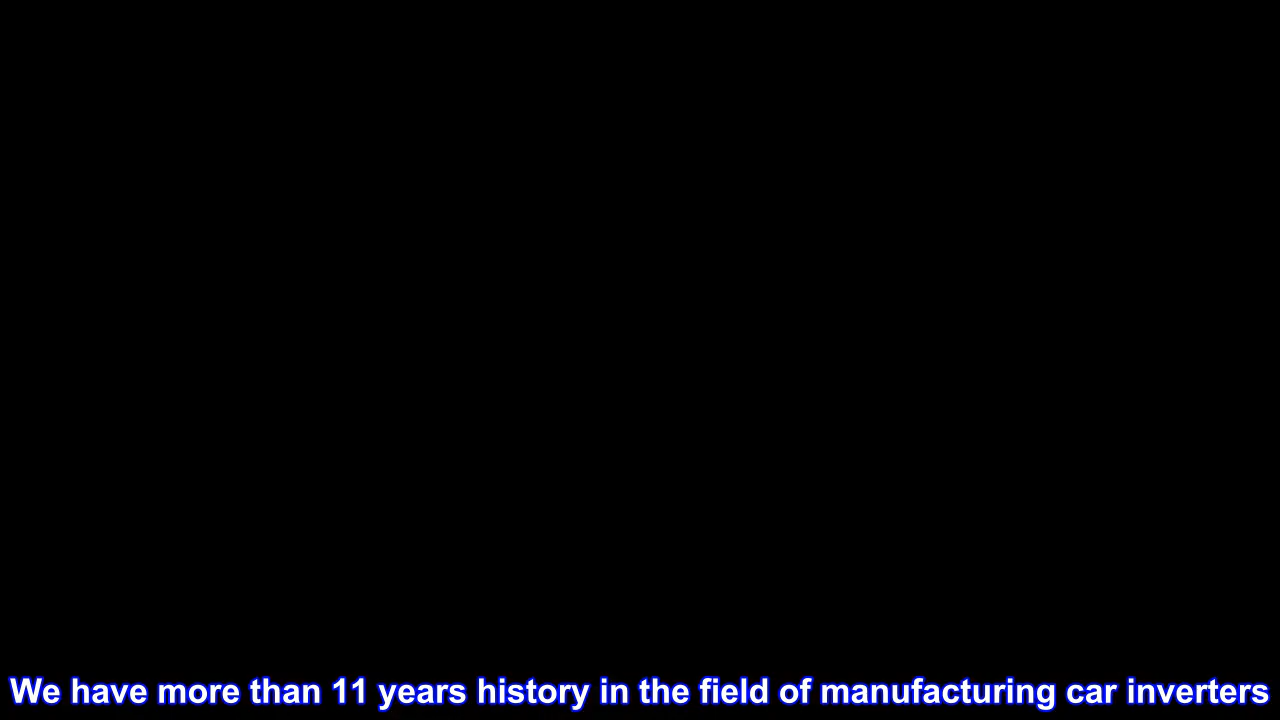 We have more than 11 years history in the field of manufacturing car inverters